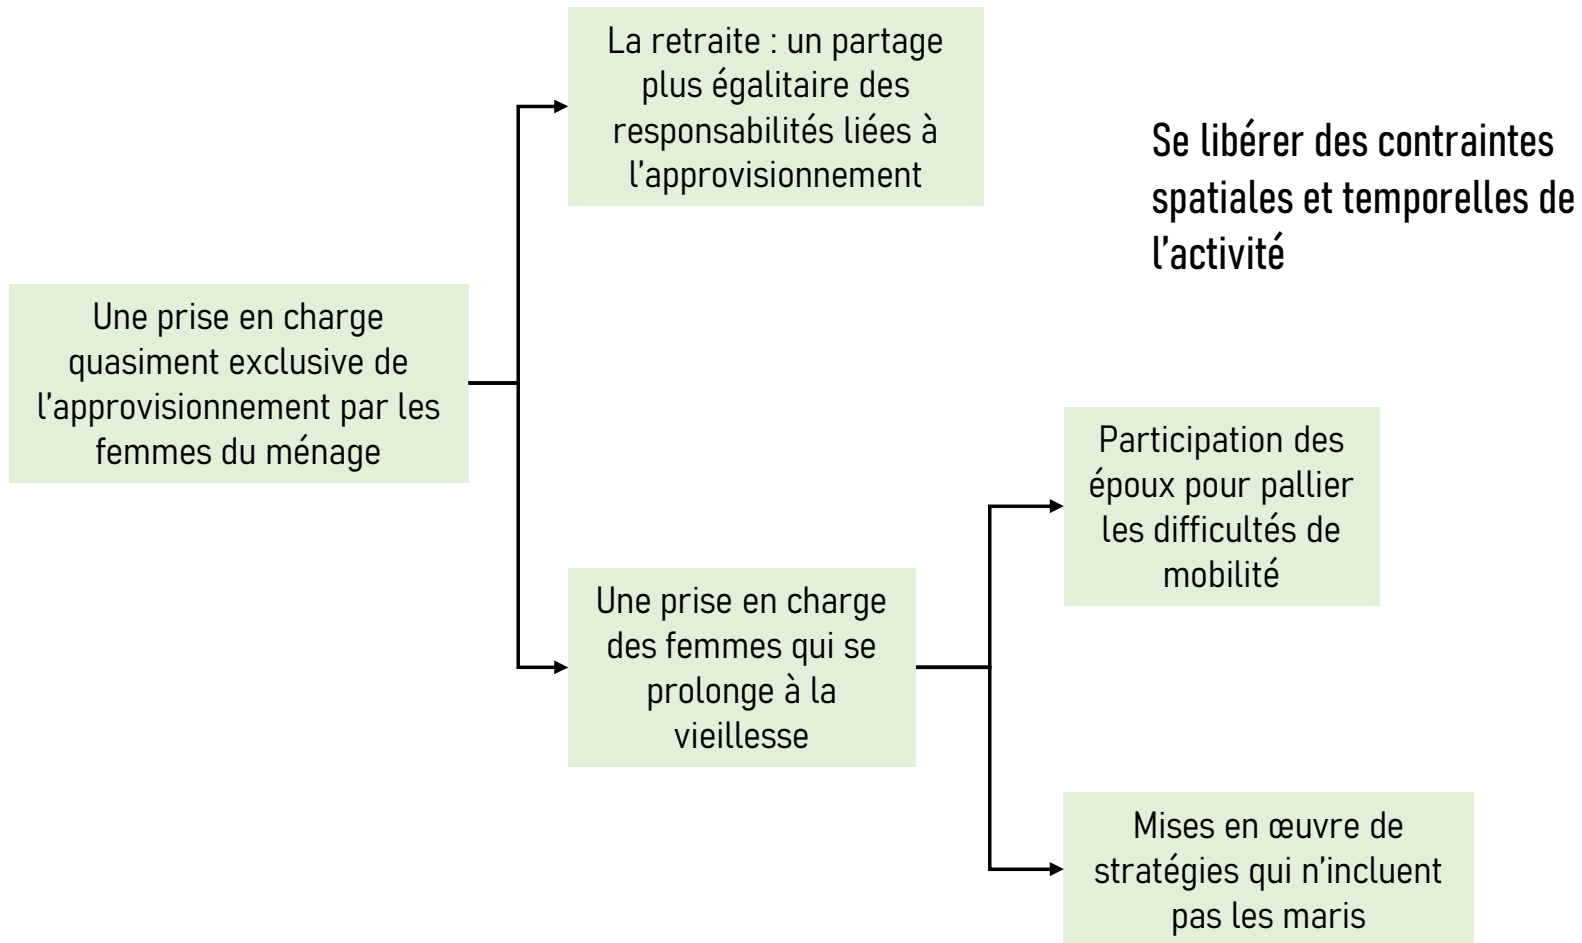 La retraite : un partage
plus égalitaire des
responsabilités liées à
l'approvisionnement
Se libérer des contraintes
spatiales et temporelles de
l'activité
Une prise en charge
quasiment exclusive de
l'approvisionnement par les
femmes du ménage
Participation des
époux pour pallier
les difficultés de
mobilité
Une prise en charge
des femmes qui se
prolonge à la
vieillesse
Mises en œuvre de
stratégies qui n'incluent
pas les maris